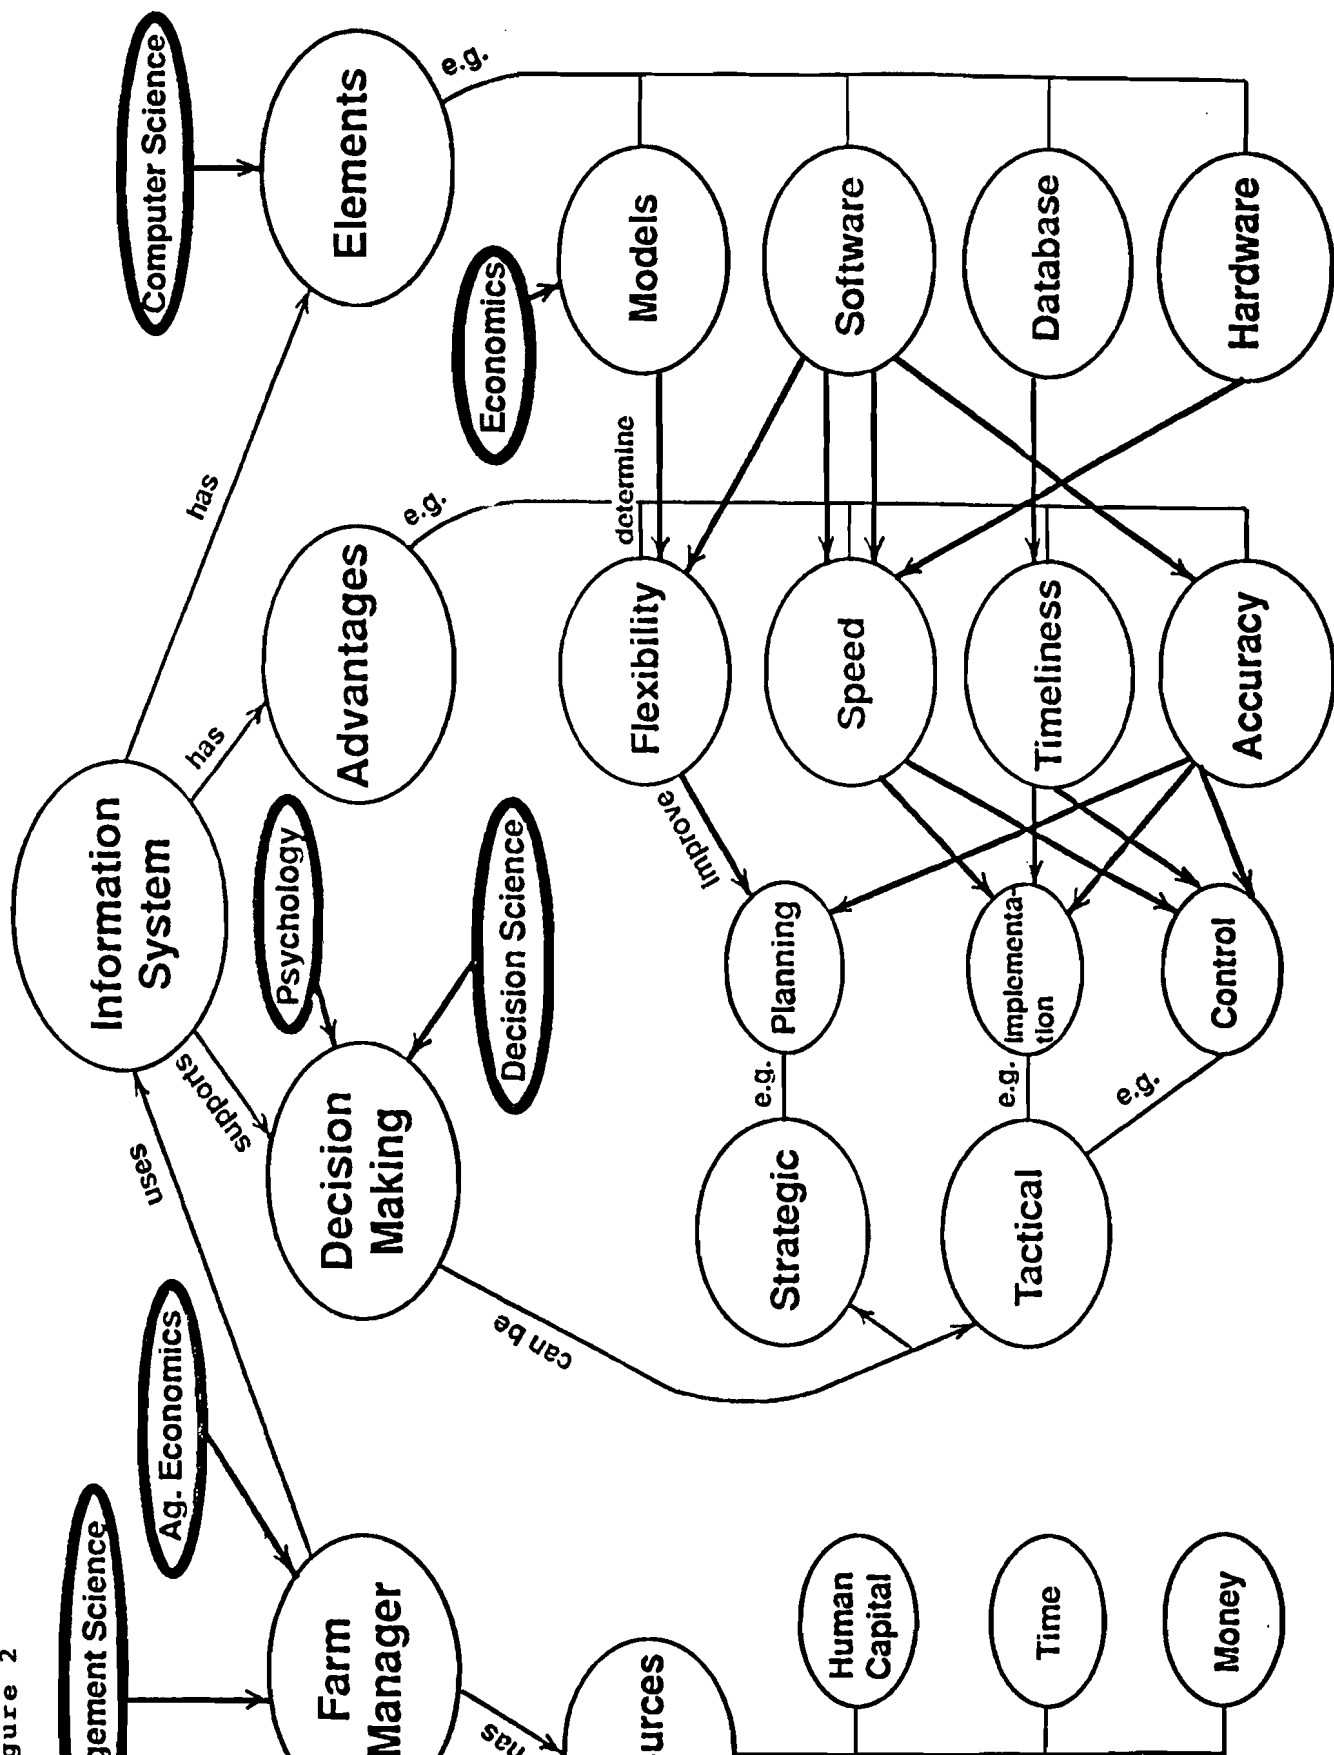 gure 2
gement Science
Ag. Economics
Computer Science
Information
System
uses
supports
has
has
Farm
Manager
has
Psychology
Decision
Making
Decision Science
Advantages
e.g.
Elements
e.g.
Economics
can be
urces
Strategic
e.g.
Planning
Improve
Flexibility
determine
Models
Human
Capital
Speed
Software
Time
Tactical
e.g.
Implementa-
tion
Timeliness
Database
e.g.
Money
Control
Accuracy
Hardware